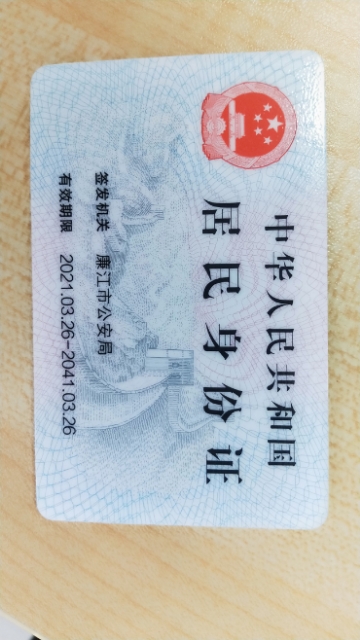 中华人民共和国
居民身份证
签发机关 廉江市公安局
有效期限 2021.03.26-2041.03.26